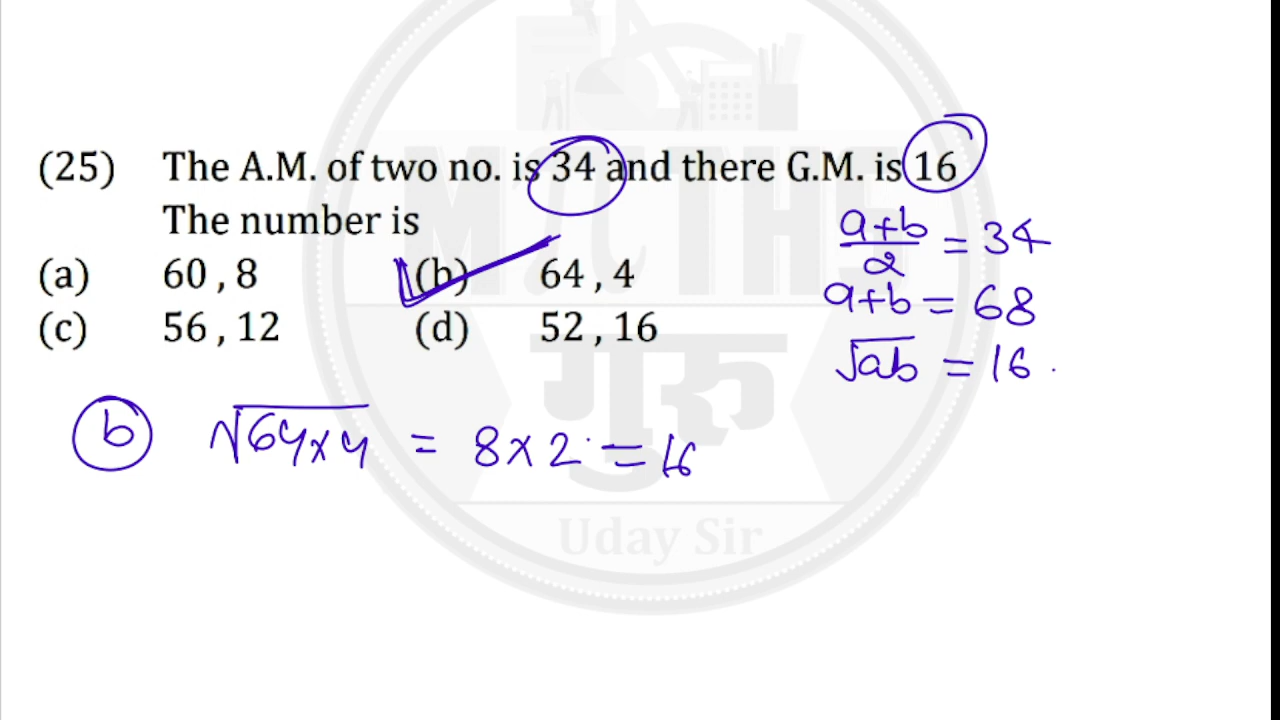 (25) The A.M. of two no. is 34 and there G.M. is 16
The number is
(a) 60 , 8 (b) 64 , 4
(c) 56 , 12 (d) 52 , 16
a+b/2 = 34
a+b = 68
√ab = 16 .
b √64×4 = 8×2 = 16
MATHS
गुरु
Uday Sir